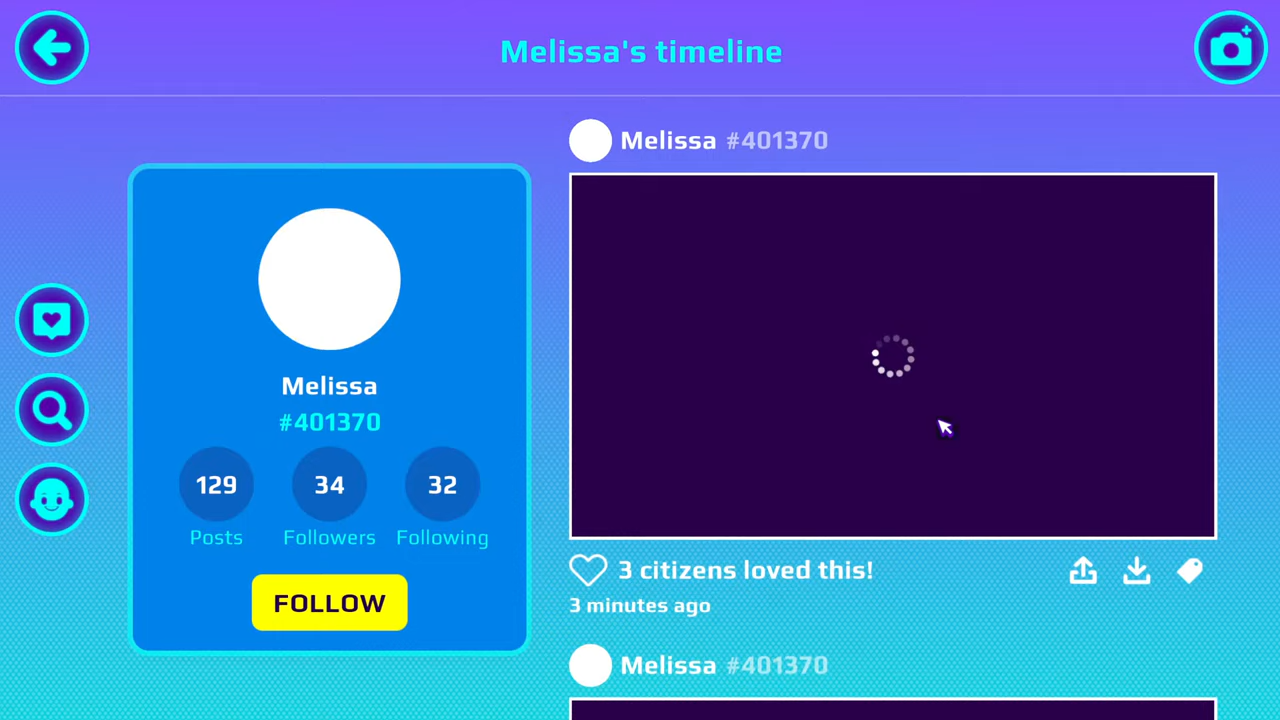 Melissa's timeline
Melissa #401370
Melissa
#401370
129 34 32
Posts Followers Following
FOLLOW
3 citizens loved this!
3 minutes ago
Melissa #401370